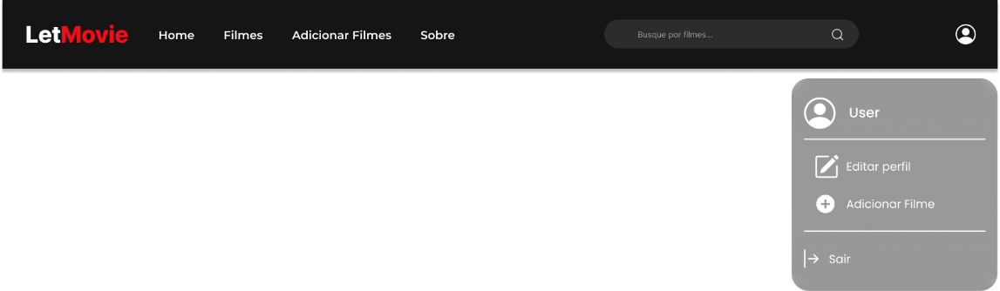 LetMovie Home Filmes Adicionar Filmes Sobre Busque por filmes...
User
Editar perfil
Adicionar Filme
Sair